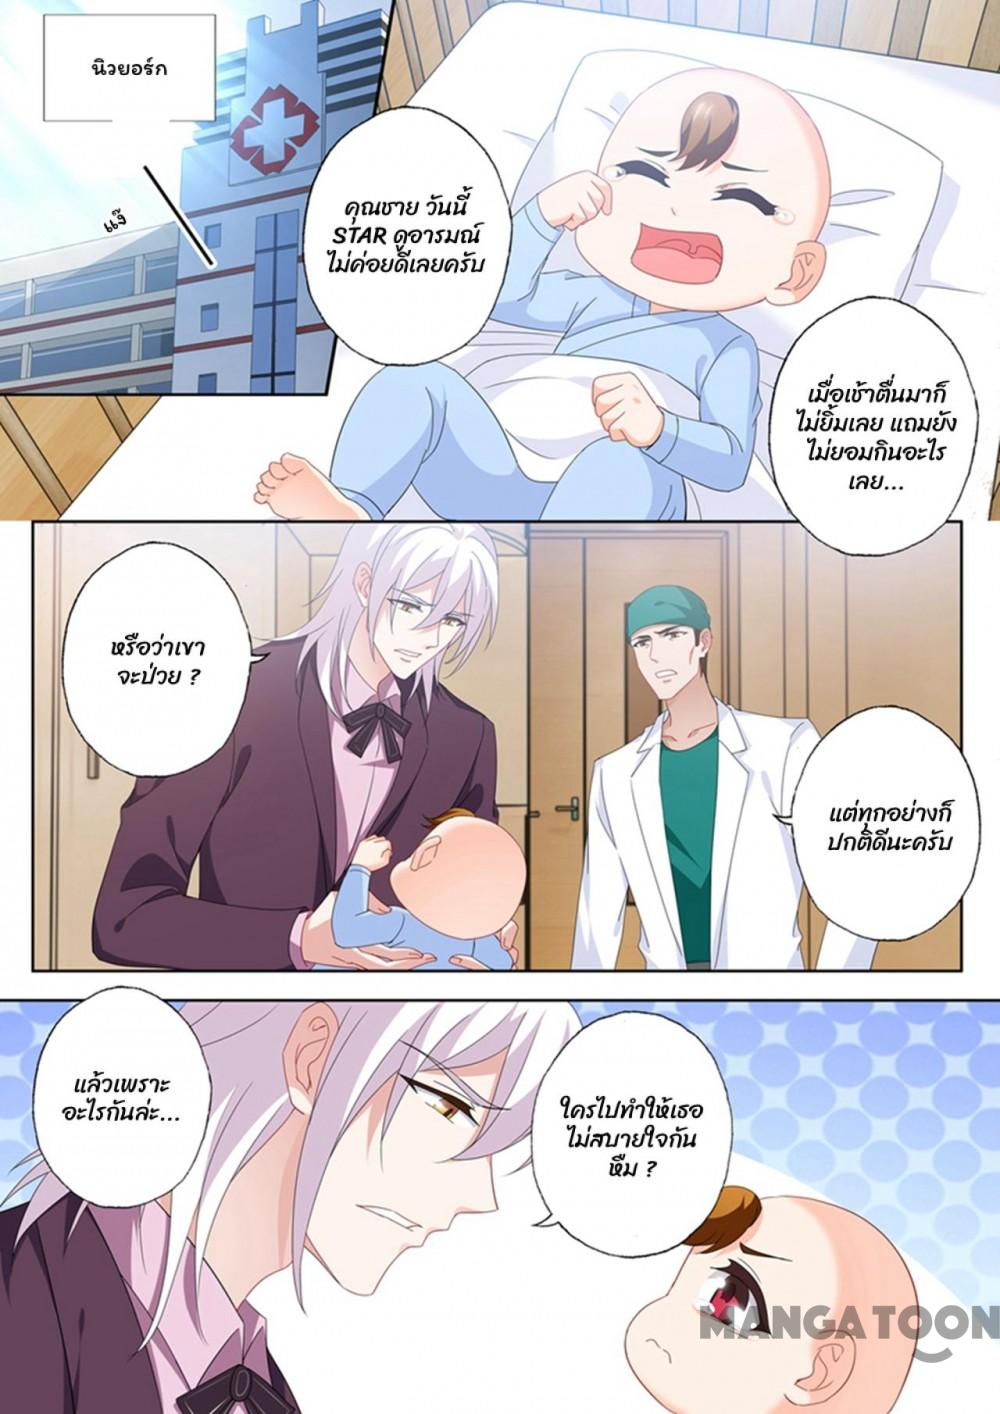 นิวยอร์ก
แง๊
คุณชาย วันนี้
STAR ดูอารมณ์
ไม่ค่อยดีเลยครับ
เมื่อเช้าตื่นมาก็
ไม่ยิ้มเลย แถมยัง
ไม่ยอมกินอะไร
เลย...
หรือว่าเขา
จะป่วย ?
แต่ทุกอย่างก็
ปกติดีนะครับ
แล้วเพราะ
อะไรกันล่ะ...
ใครไปทำให้เธอ
ไม่สบายใจกัน
หืม ?
MANGATOON